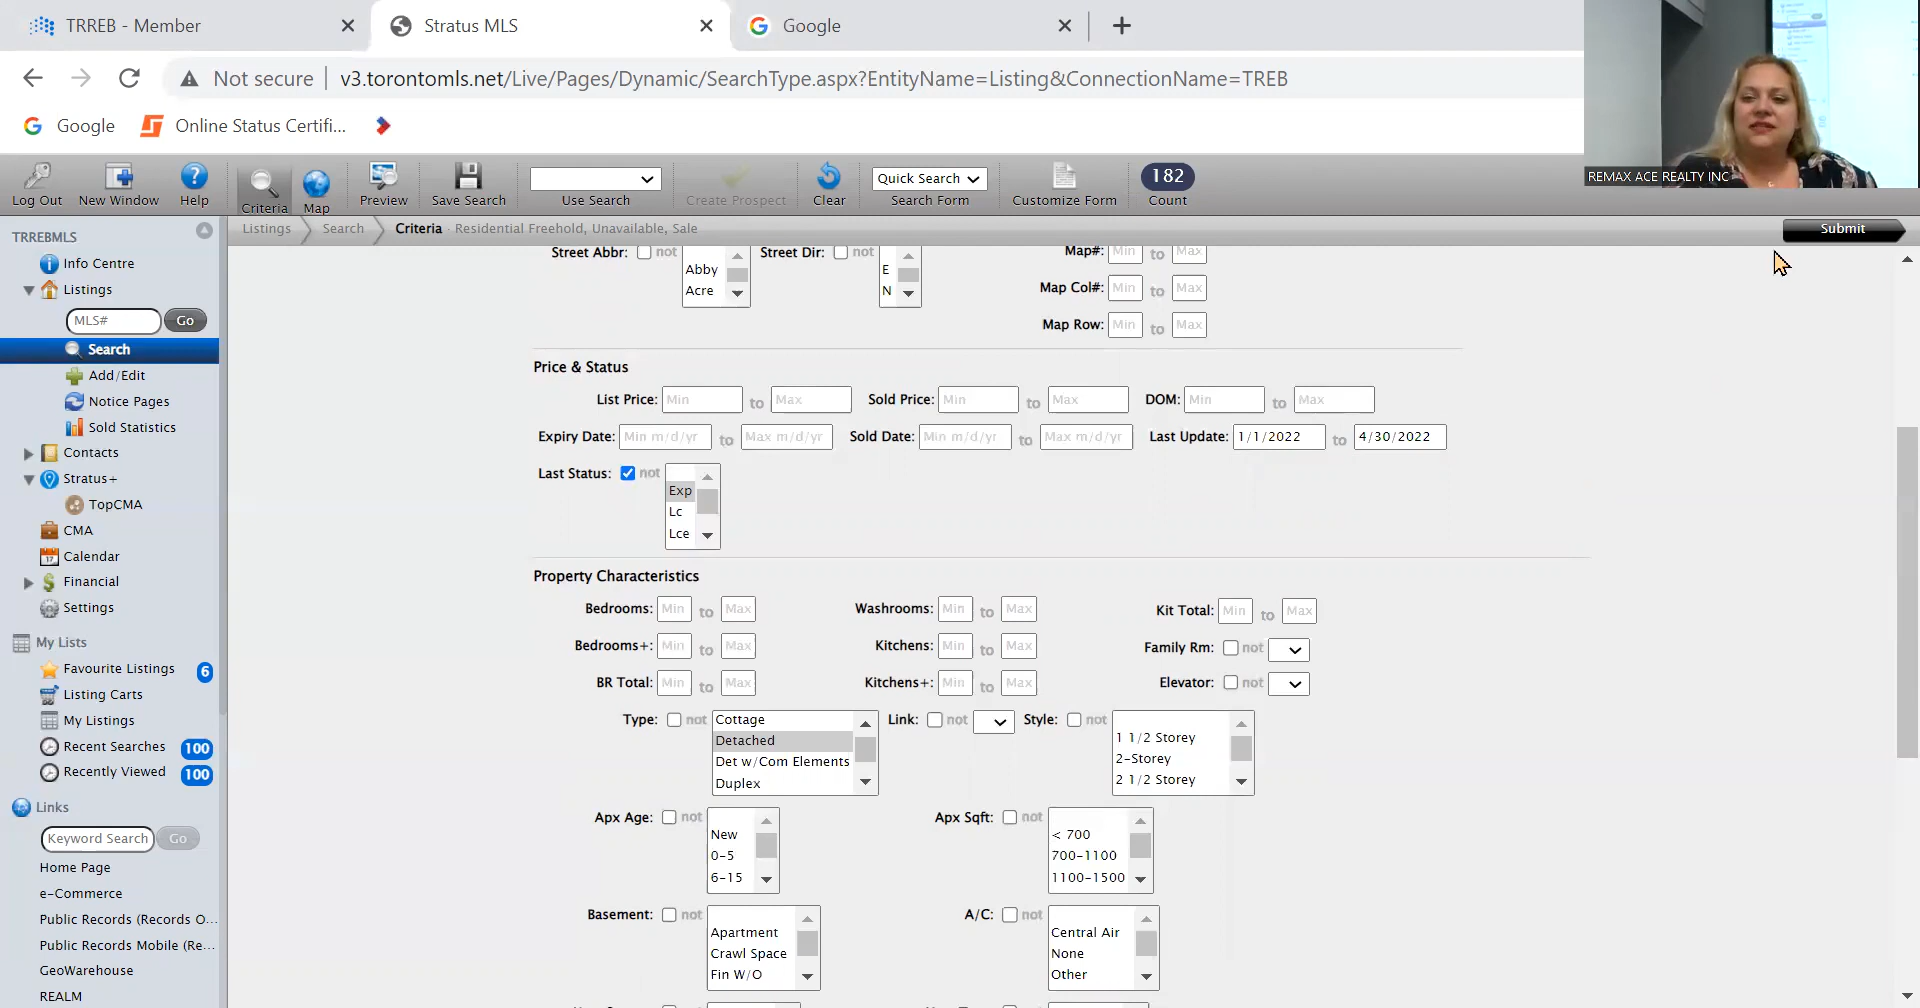 TRREB - Member
Stratus MLS
Google
Not secure
v3.torontomls.net/Live/Pages/Dynamic/SearchType.aspx?EntityName=Listing&ConnectionName=TREB
Google
Online Status Certifi...
REMAX ACE REALTY INC
Log Out
New Window
Help
Criteria
Map
Preview
Save Search
Use Search
Create Prospect
Clear
Quick Search
Search Form
Customize Form
182
Count
Listings
Search
Criteria - Residential Freehold, Unavailable, Sale
Submit
TRREBMLS
Info Centre
Listings
MLS#
Go
Search
Add/Edit
Notice Pages
Sold Statistics
Contacts
Stratus+
TopCMA
CMA
Calendar
Financial
Settings
My Lists
Favourite Listings 6
Listing Carts
My Listings
Recent Searches 100
Recently Viewed 100
Links
Keyword Search
Go
Home Page
e-Commerce
Public Records (Records O...
Public Records Mobile (Re...
GeoWarehouse
REALM
Street Abbr: not
Abby
Acre
Street Dir: not
E
N
Map#: Min to Max
Map Col#: Min to Max
Map Row: Min to Max
Price & Status
List Price: Min to Max Sold Price: Min to Max DOM: Min to Max
Expiry Date: Min m/d/yr to Max m/d/yr Sold Date: Min m/d/yr to Max m/d/yr Last Update: 1/1/2022 to 4/30/2022
Last Status: not
Exp
Lc
Lce
Property Characteristics
Bedrooms: Min to Max Washrooms: Min to Max Kit Total: Min to Max
Bedrooms+: Min to Max Kitchens: Min to Max Family Rm: not
BR Total: Min to Max Kitchens+: Min to Max Elevator: not
Type: not
Cottage
Detached
Det w/Com Elements
Duplex
Link: not
Style: not
1 1/2 Storey
2-Storey
2 1/2 Storey
Apx Age: not
New
0-5
6-15
Apx Sqft: not
< 700
700-1100
1100-1500
Basement: not
Apartment
Crawl Space
Fin W/O
A/C: not
Central Air
None
Other